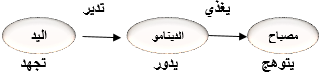 تدير يغذي
اليد الدينامو مصباح
تجهد يدور يتوهج